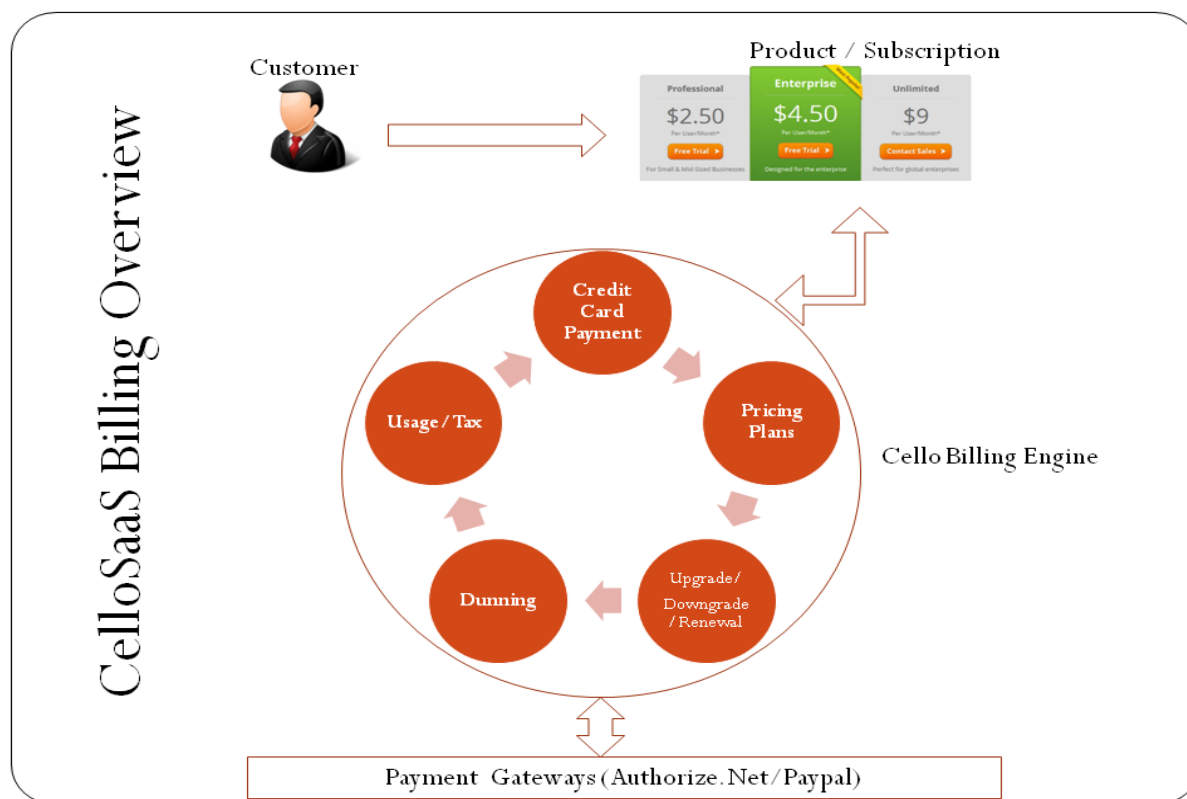 CelloSaaS Billing Overview
Customer
Product / Subscription
Professional
$2.50
Per User/Month*
Free Trial >
For Small & Mid-Sized Businesses
Most Popular
Enterprise
$4.50
Per User/Month*
Free Trial >
Designed for the enterprise
Unlimited
$9
Per User/Month*
Contact Sales >
Perfect for global enterprises
Credit
Card
Payment
Pricing
Plans
Upgrade/
Downgrade
/ Renewal
Dunning
Usage / Tax
Cello Billing Engine
Payment Gateways (Authorize.Net/Paypal)